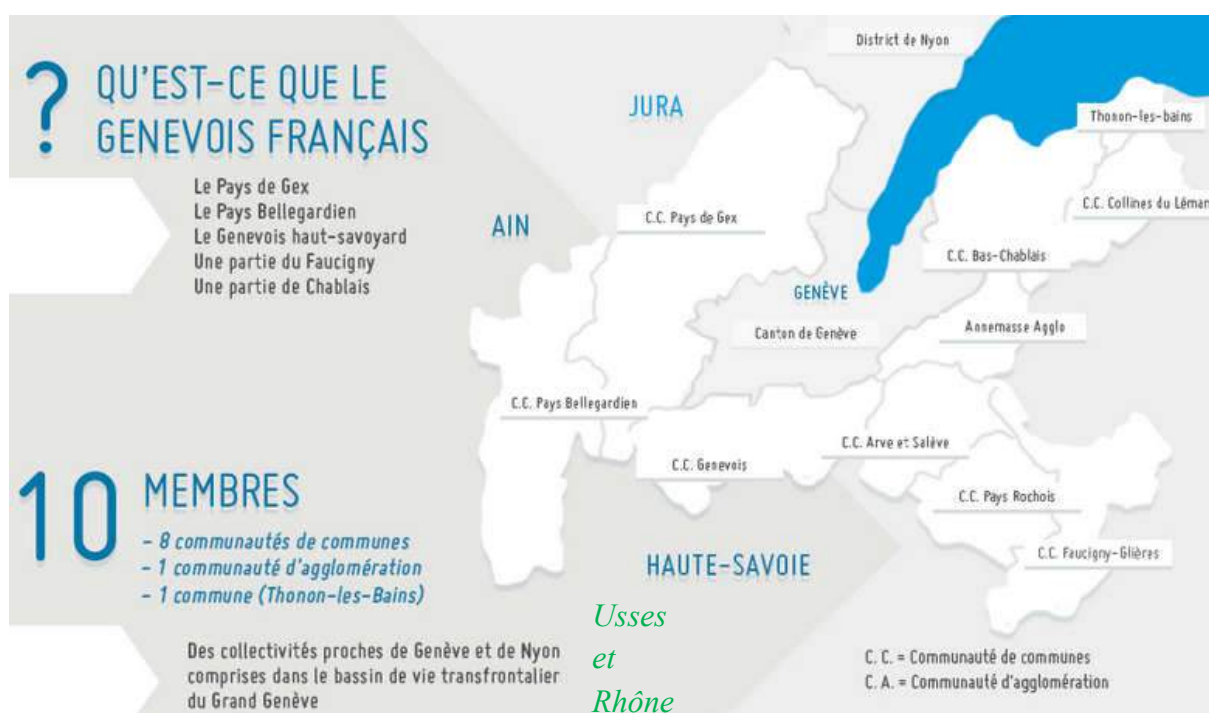 ?
QU'EST-CE QUE LE
GENEVOIS FRANÇAIS
Le Pays de Gex
Le Pays Bellegardien
Le Genevois haut-savoyard
Une partie du Faucigny
Une partie de Chablais
10
MEMBRES
- 8 communautés de communes
- 1 communauté d'agglomération
- 1 commune (Thonon-les-Bains)
Des collectivités proches de Genève et de Nyon
comprises dans le bassin de vie transfrontalier
du Grand Genève
District de Nyon
JURA
Thonon-les-bains
C.C. Collines du Léman
C.C. Pays de Gex
AIN
C.C. Bas-Chablais
GENÈVE
Annemasse Agglo
Canton de Genève
C.C. Pays Bellegardien
C.C. Arve et Salève
C.C. Genevois
C.C. Pays Rochois
C.C. Faucigny-Glières
HAUTE-SAVOIE
Usses
et
Rhône
C. C. = Communauté de communes
C. A. = Communauté d'agglomération